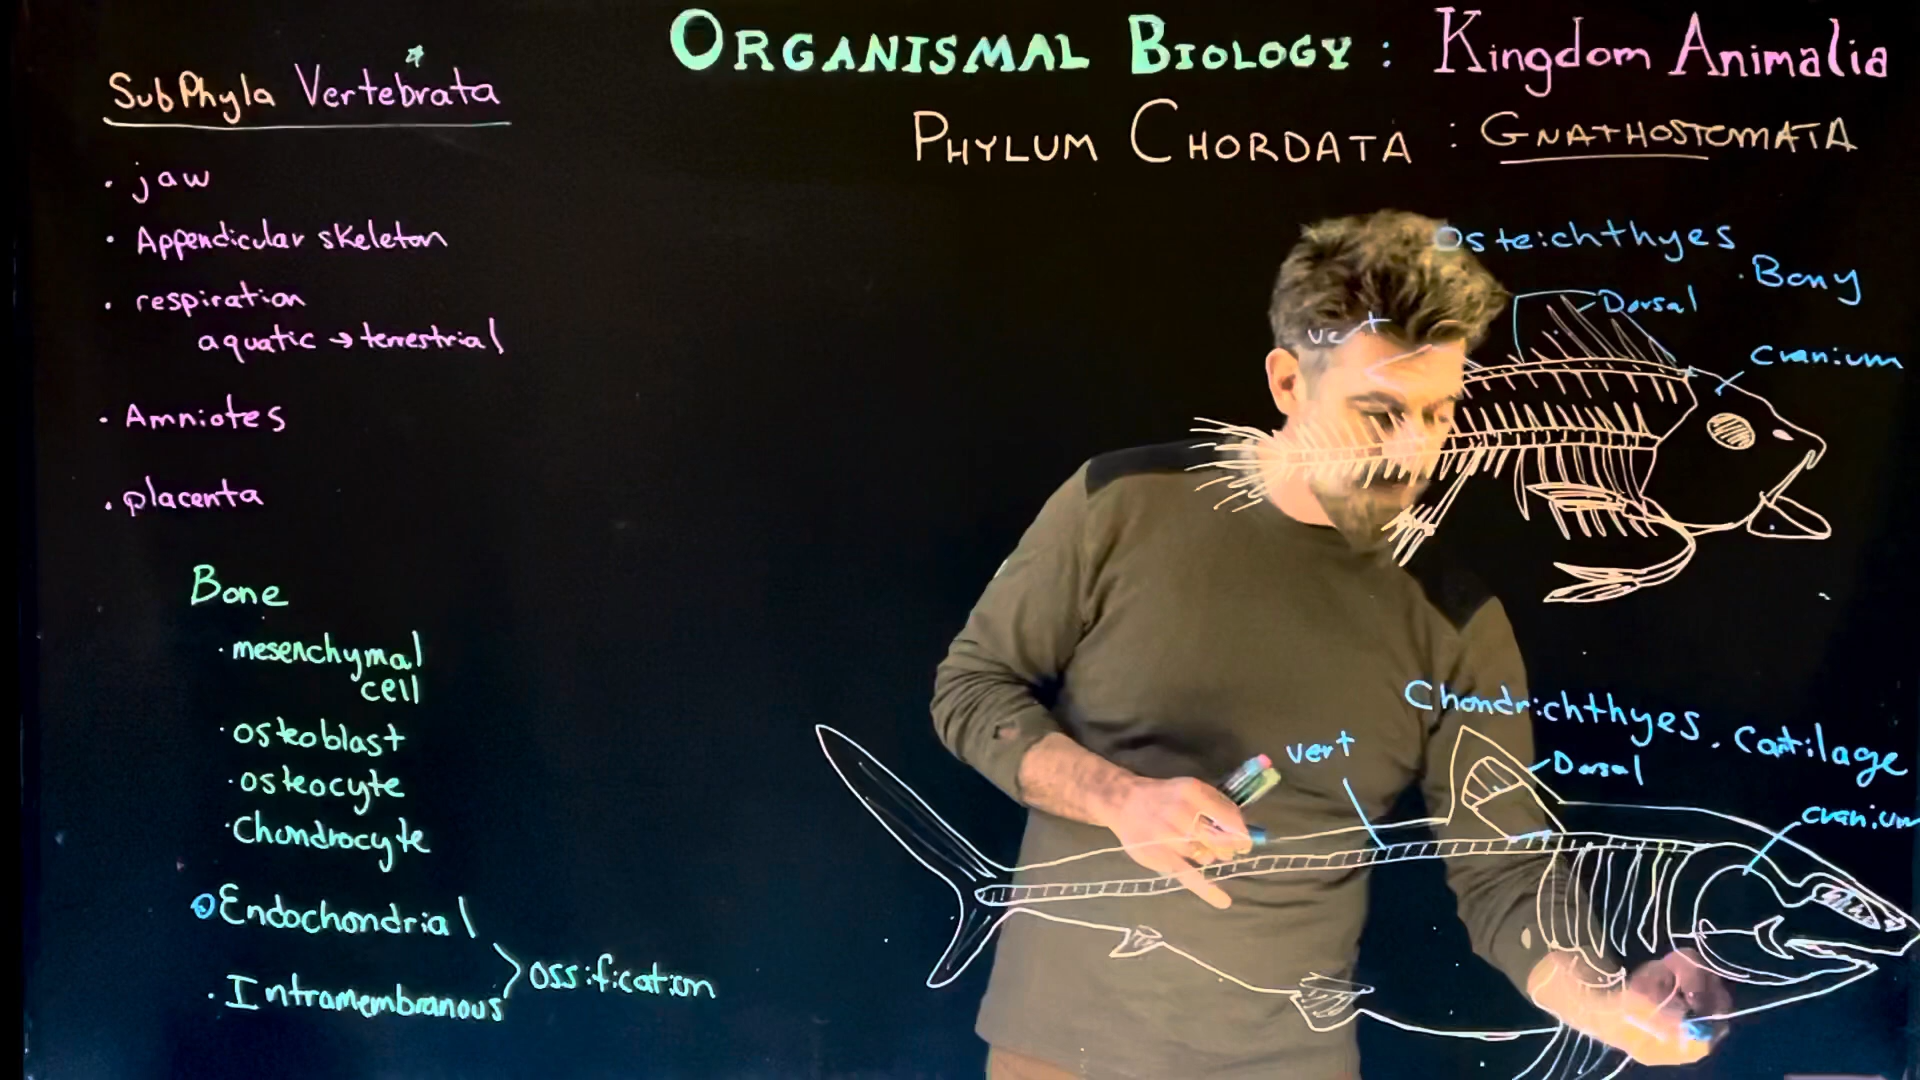 ORGANISMAL BIOLOGY : Kingdom Animalia
PHYLUM CHORDATA : GNATHOSTOMATA
SubPhyla Vertebrata
• jaw
• Appendicular skeleton
• respiration
aquatic → terrestrial
• Amniotes
• placenta
Bone
• mesenchymal
cell
• osteoblast
• osteocyte
• Chondrocyte
Endochondrial
• Intramembranous
ossification
Osteichthyes
• Bony
Dorsal
vert
cranium
Chondrichthyes. Cartilage
vert
Dorsal
cranium